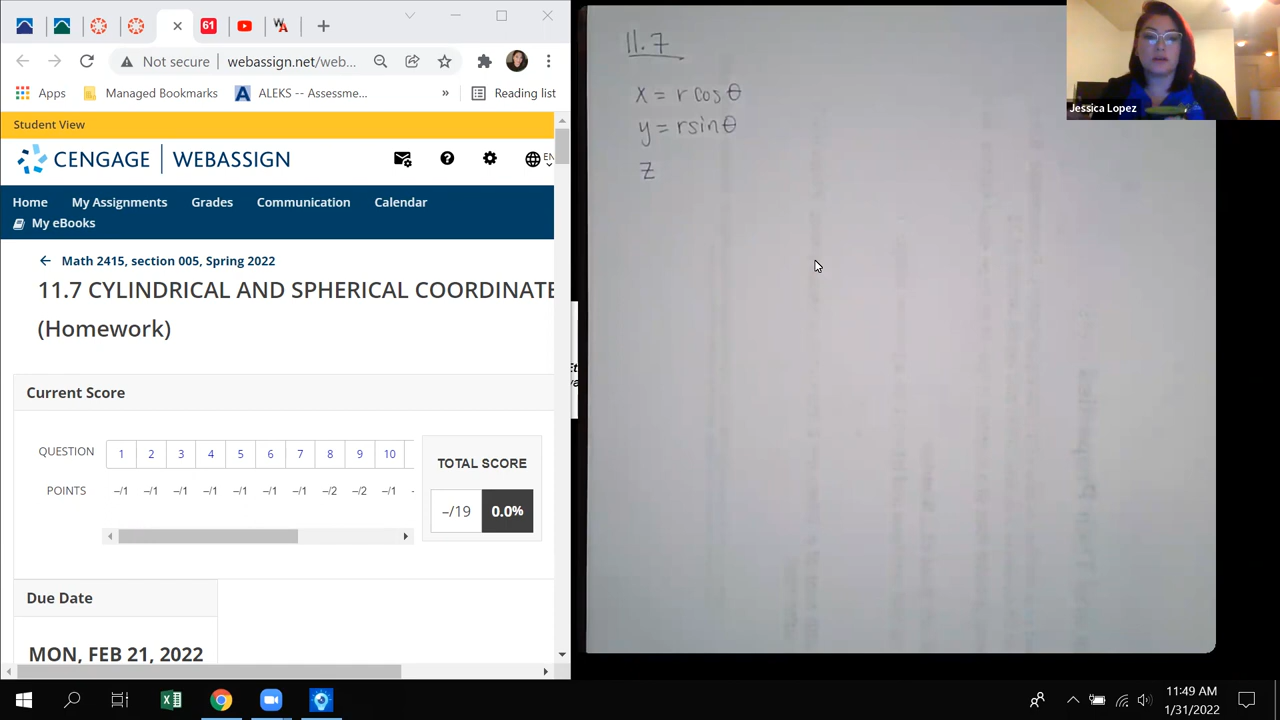 61
Not secure
webassign.net/web...
Apps
Managed Bookmarks
ALEKS -- Assessme...
»
Reading list
Student View
CENGAGE | WEBASSIGN
EN
Home
My Assignments
Grades
Communication
Calendar
My eBooks
Math 2415, section 005, Spring 2022
11.7 CYLINDRICAL AND SPHERICAL COORDINATE
(Homework)
Current Score
QUESTION
1 2 3 4 5 6 7 8 9 10
POINTS
–/1 –/1 –/1 –/1 –/1 –/1 –/1 –/2 –/2 –/1 -
TOTAL SCORE
–/19 0.0%
Due Date
MON, FEB 21, 2022
11.7
x = r cos θ
y = r sin θ
z
Jessica Lopez
11:49 AM
1/31/2022